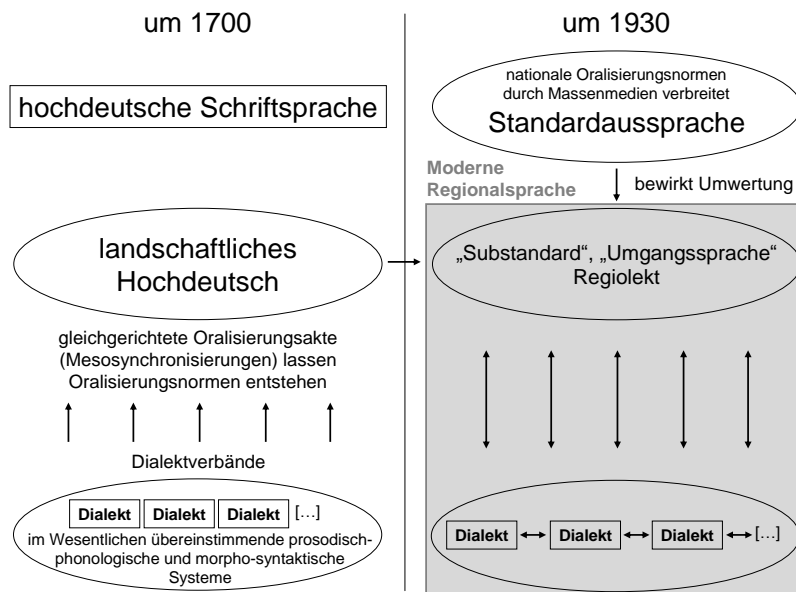 um 1700
hochdeutsche Schriftsprache
landschaftliches
Hochdeutsch
gleichgerichtete Oralisierungsakte
(Mesosynchronisierungen) lassen
Oralisierungsnormen entstehen
Dialektverbände
Dialekt Dialekt Dialekt […]
im Wesentlichen übereinstimmende prosodisch-
phonologische und morpho-syntaktische
Systeme
um 1930
nationale Oralisierungsnormen
durch Massenmedien verbreitet
Standardaussprache
Moderne
Regionalsprache
bewirkt Umwertung
„Substandard“, „Umgangssprache“
Regiolekt
Dialekt Dialekt Dialekt […]